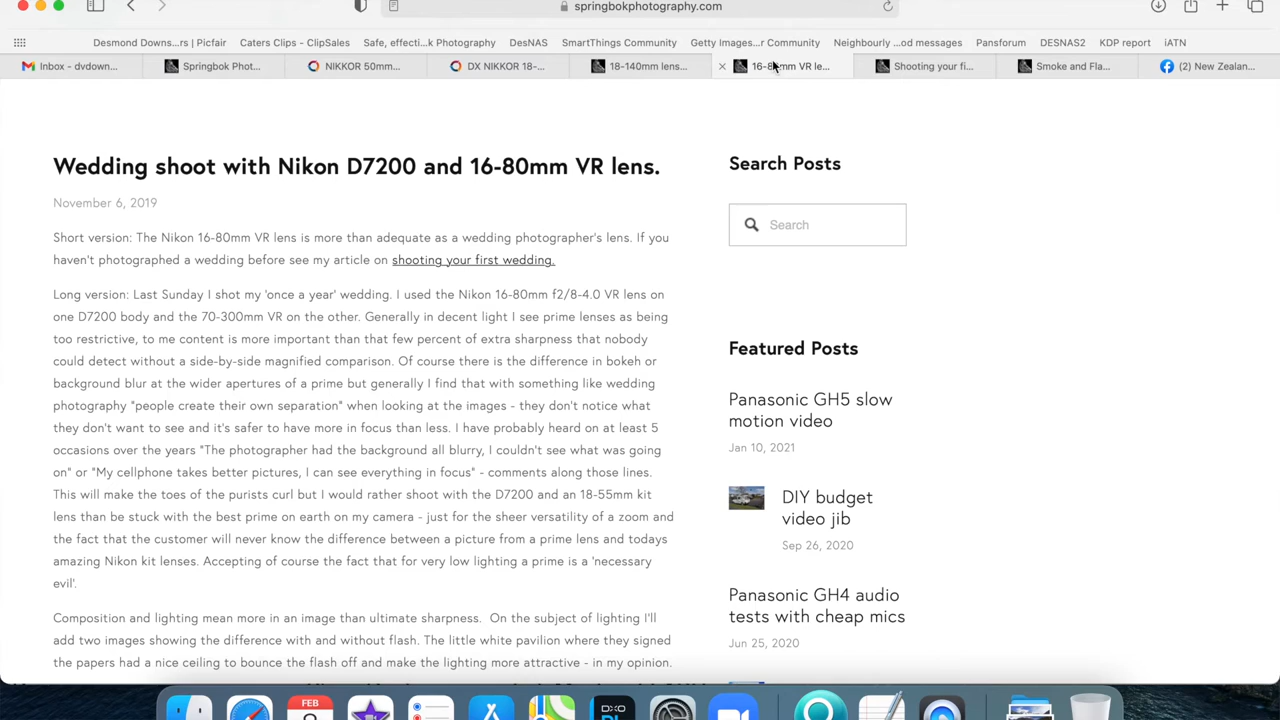 springbokphotography.com
Desmond Downs...rs | Picfair
Caters Clips - ClipSales
Safe, effecti...k Photography
DesNAS
SmartThings Community
Getty Images...r Community
Neighbourly ...od messages
Pansforum
DESNAS2
KDP report
iATN
Inbox - dvdown...
Springbok Phot...
NIKKOR 50mm...
DX NIKKOR 18-...
18-140mm lens...
16-80mm VR le...
Shooting your fi...
Smoke and Fla...
(2) New Zealan...
Wedding shoot with Nikon D7200 and 16-80mm VR lens.
November 6, 2019
Short version: The Nikon 16-80mm VR lens is more than adequate as a wedding photographer's lens. If you
haven't photographed a wedding before see my article on shooting your first wedding.
Long version: Last Sunday I shot my 'once a year' wedding. I used the Nikon 16-80mm f2/8-4.0 VR lens on
one D7200 body and the 70-300mm VR on the other. Generally in decent light I see prime lenses as being
too restrictive, to me content is more important than that few percent of extra sharpness that nobody
could detect without a side-by-side magnified comparison. Of course there is the difference in bokeh or
background blur at the wider apertures of a prime but generally I find that with something like wedding
photography "people create their own separation" when looking at the images - they don't notice what
they don't want to see and it's safer to have more in focus than less. I have probably heard on at least 5
occasions over the years "The photographer had the background all blurry, I couldn't see what was going
on" or "My cellphone takes better pictures, I can see everything in focus" - comments along those lines.
This will make the toes of the purists curl but I would rather shoot with the D7200 and an 18-55mm kit
lens than be stuck with the best prime on earth on my camera - just for the sheer versatility of a zoom and
the fact that the customer will never know the difference between a picture from a prime lens and todays
amazing Nikon kit lenses. Accepting of course the fact that for very low lighting a prime is a 'necessary
evil'.
Composition and lighting mean more in an image than ultimate sharpness.  On the subject of lighting I'll
add two images showing the difference with and without flash. The little white pavilion where they signed
the papers had a nice ceiling to bounce the flash off and make the lighting more attractive - in my opinion.
Search Posts
Search
Featured Posts
Panasonic GH5 slow
motion video
Jan 10, 2021
DIY budget
video jib
Sep 26, 2020
Panasonic GH4 audio
tests with cheap mics
Jun 25, 2020
FEB
DXO